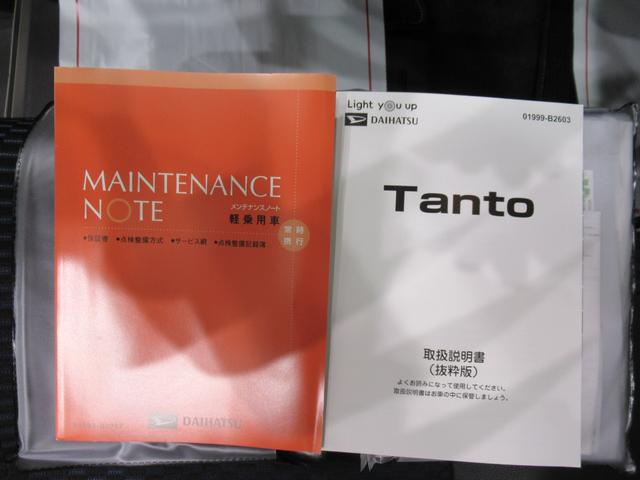 MAINTENANCE
NOTE
メンテナンスノート
軽乗用車
常時
携行
●保証書 ●点検整備方式 ●サービス網 ●点検整備記録簿
DAIHATSU
Light you up
DAIHATSU
01999-B2603
Tanto
取扱説明書
（抜粋版）
よくお読みになって使用してください。
取扱説明書はお車の中に保管しましょう。